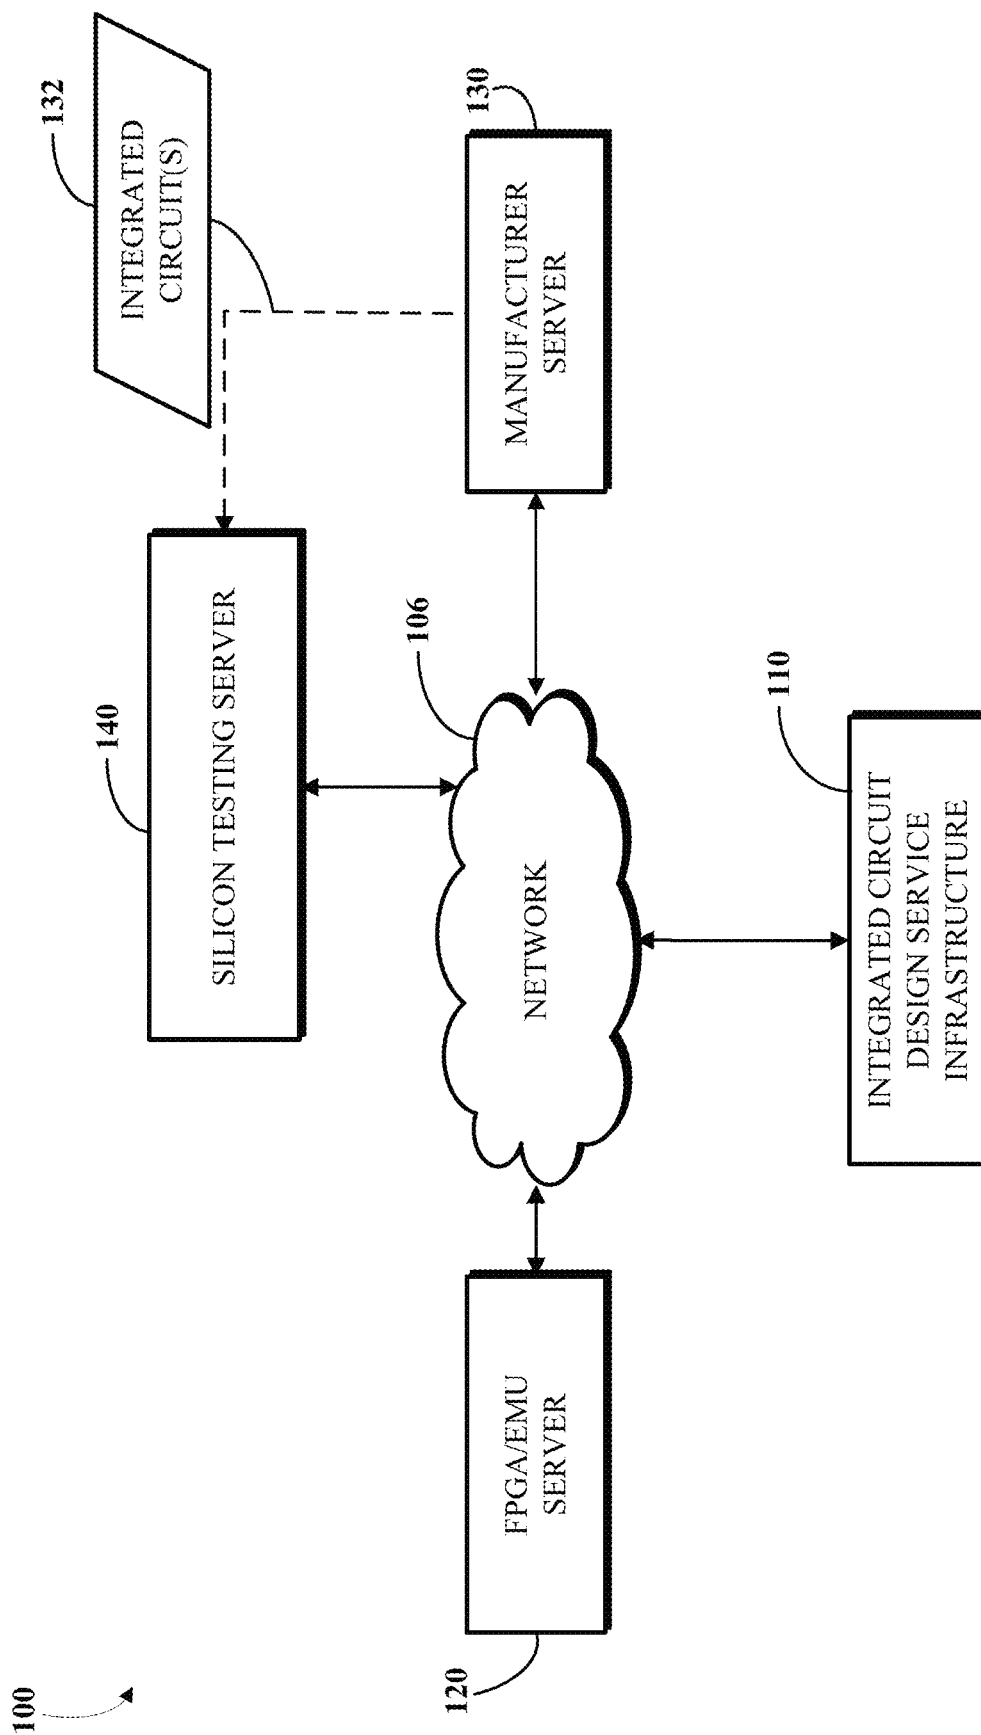 100
132
INTEGRATED
CIRCUIT(S)
140
SILICON TESTING SERVER
130
MANUFACTURER
SERVER
106
NETWORK
120
FPGA/EMU
SERVER
110
INTEGRATED CIRCUIT
DESIGN SERVICE
INFRASTRUCTURE